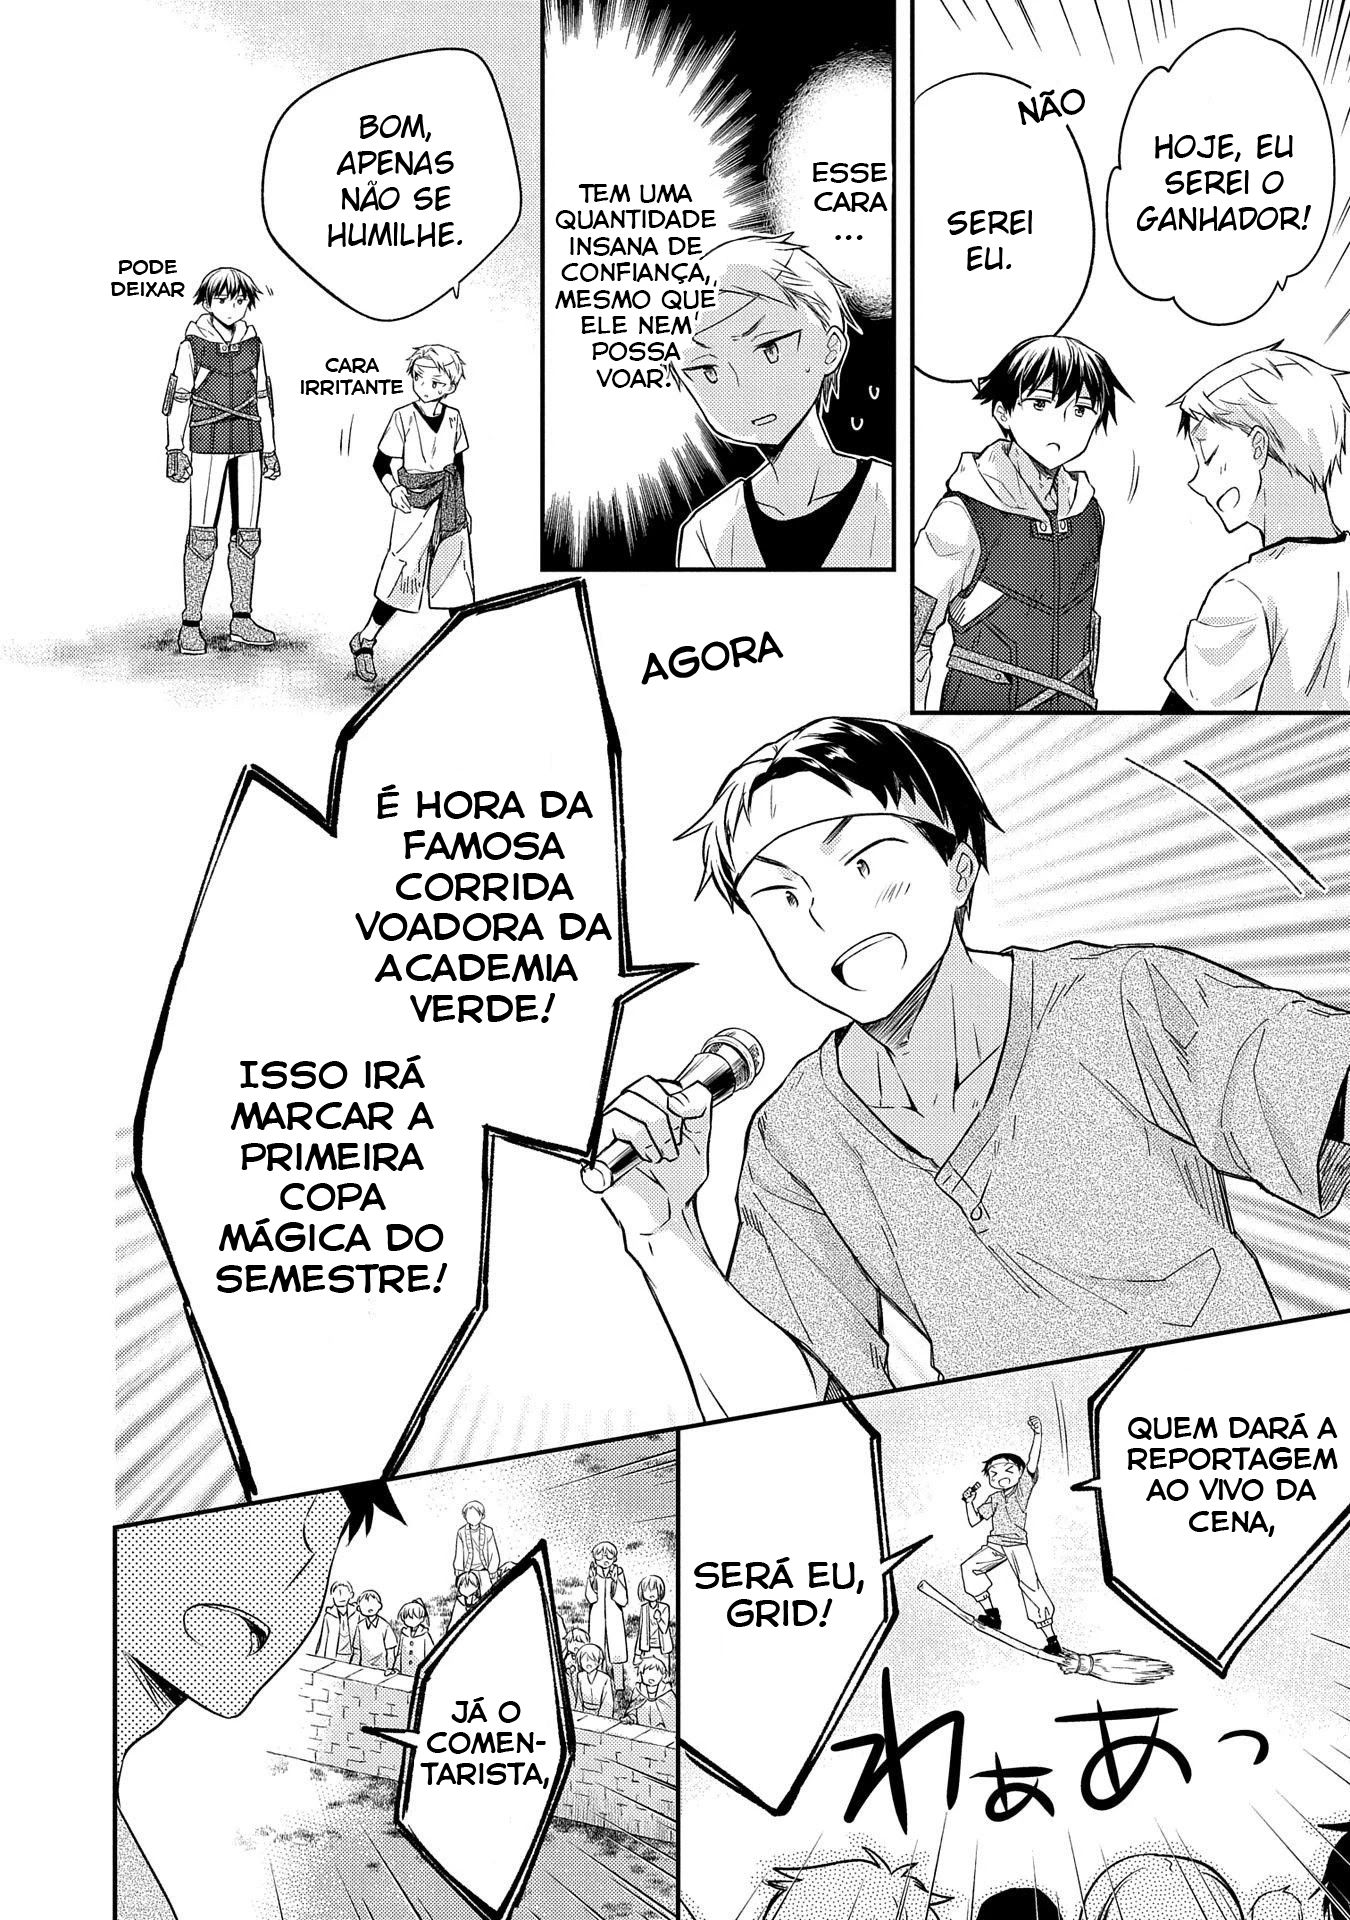 HOJE, EU
SEREI O
GANHADOR!
NÃO
SEREI
EU.
ESSE
CARA
...
TEM UMA
QUANTIDADE
INSANA DE
CONFIANÇA,
MESMO QUE
ELE NEM
POSSA
VOAR!
BOM,
APENAS
NÃO SE
HUMILHE.
CARA
IRRITANTE
PODE
DEIXAR
AGORA
É HORA DA
FAMOSA
CORRIDA
VOADORA DA
ACADEMIA
VERDE!
ISSO IRÁ
MARCAR A
PRIMEIRA
COPA
MÁGICA DO
SEMESTRE!
QUEM DARÁ A
REPORTAGEM
AO VIVO DA
CENA,
SERÁ EU,
GRID!
わぁあっ
JÁ O
COMEN-
TARISTA,